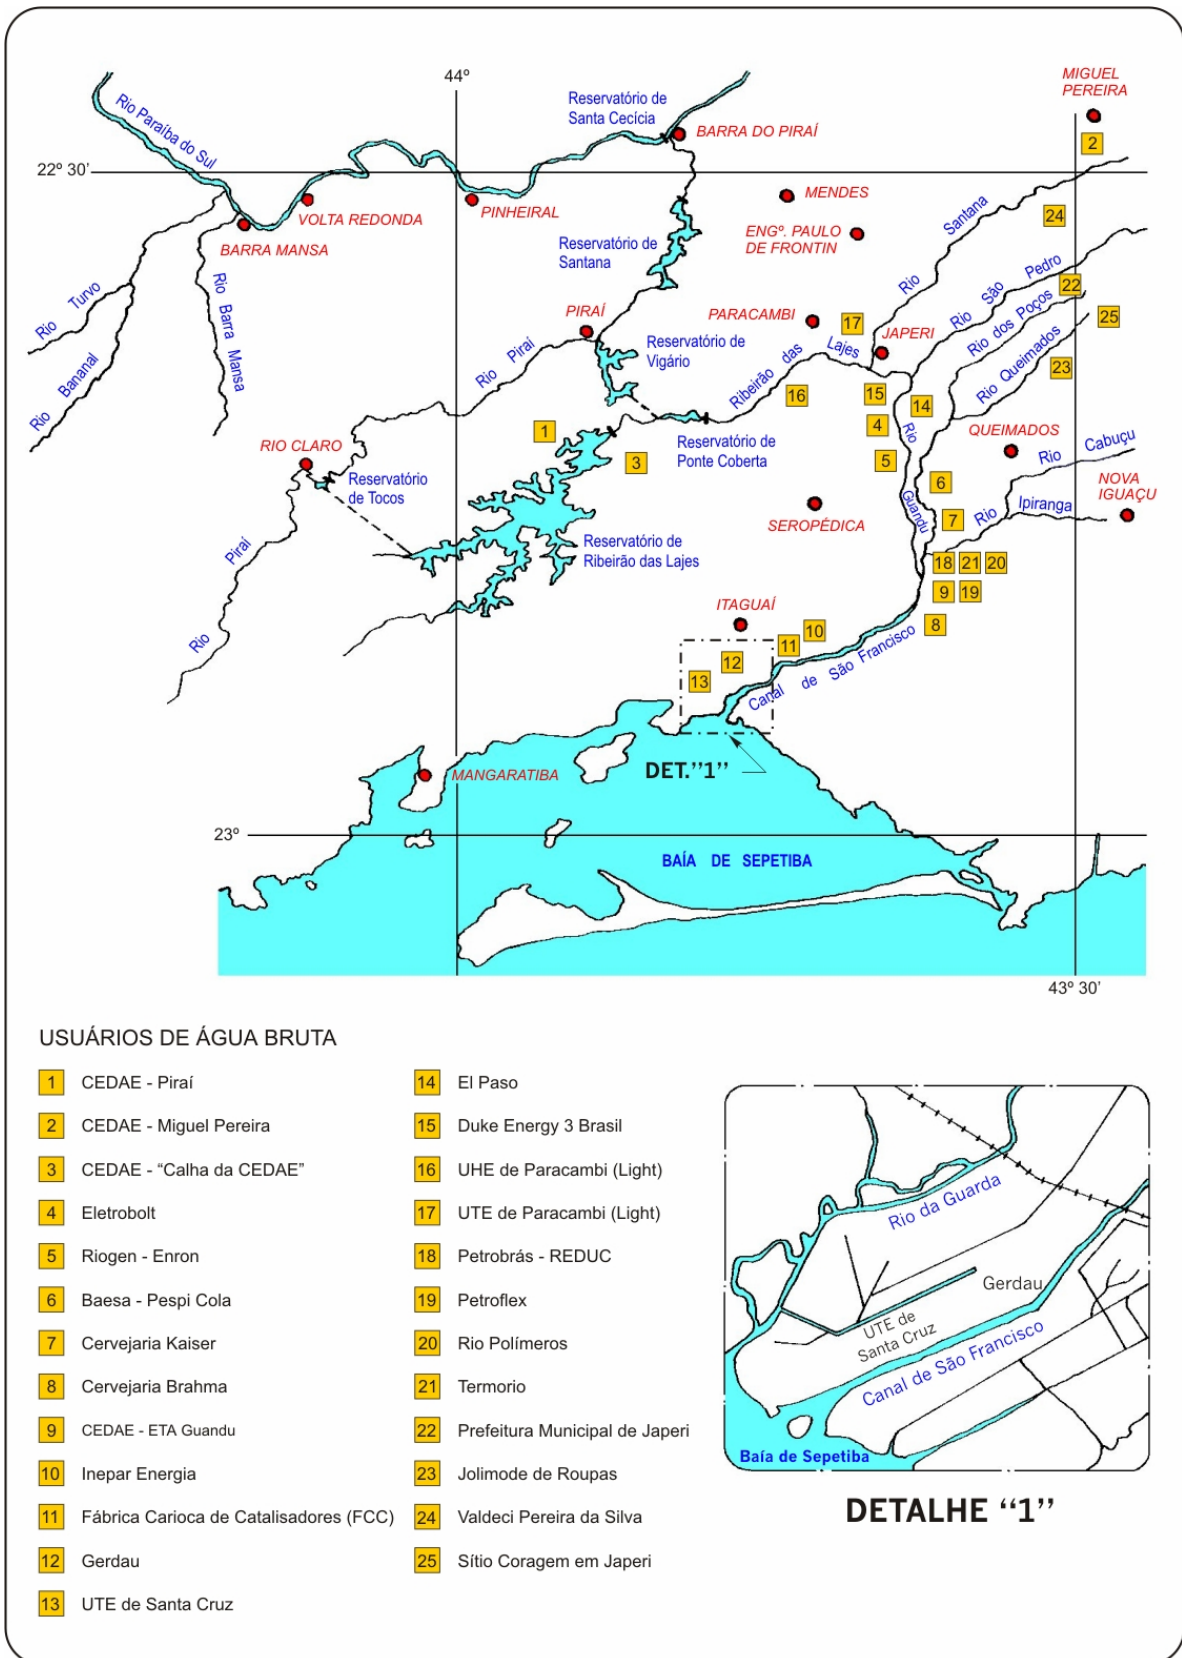 44º
MIGUEL
PEREIRA
Rio Paraíba do Sul
Reservatório de
Santa Cecícia
BARRA DO PIRAÍ
2
22º 30’
MENDES
VOLTA REDONDA
PINHEIRAL
BARRA MANSA
Reservatório de
Santana
ENGº. PAULO
DE FRONTIN
Rio Santana
24
Rio São Pedro
22
Rio Turvo
Rio Barra Mansa
Rio Bananal
PIRAÍ
PARACAMBI
17
JAPERI
Rio dos Poços
25
Rio Pirai
Reservatório de
Vigário
Ribeirão das Lajes
Rio Queimados
23
16
15
14
4
1
RIO CLARO
3
Reservatório de
Ponte Coberta
5
QUEIMADOS
Rio Cabuçu
Reservatório
de Tocos
6
NOVA
IGUAÇU
SEROPÉDICA
Rio Guandu
7
Rio Ipiranga
Rio Pirai
Reservatório de
Ribeirão das Lajes
18
21
20
9
19
ITAGUAÍ
10
8
11
12
13
Canal de São Francisco
DET.“1”
MANGARATIBA
23º
BAÍA DE SEPETIBA
43º 30’
USUÁRIOS DE ÁGUA BRUTA
1 CEDAE - Piraí
2 CEDAE - Miguel Pereira
3 CEDAE - “Calha da CEDAE”
4 Eletrobolt
5 Riogen - Enron
6 Baesa - Pespi Cola
7 Cervejaria Kaiser
8 Cervejaria Brahma
9 CEDAE - ETA Guandu
10 Inepar Energia
11 Fábrica Carioca de Catalisadores (FCC)
12 Gerdau
13 UTE de Santa Cruz
14 El Paso
15 Duke Energy 3 Brasil
16 UHE de Paracambi (Light)
17 UTE de Paracambi (Light)
18 Petrobrás - REDUC
19 Petroflex
20 Rio Polímeros
21 Termorio
22 Prefeitura Municipal de Japeri
23 Jolimode de Roupas
24 Valdeci Pereira da Silva
25 Sítio Coragem em Japeri
Rio da Guarda
Gerdau
UTE de
Santa Cruz
Canal de São Francisco
Baía de Sepetiba
DETALHE “1”